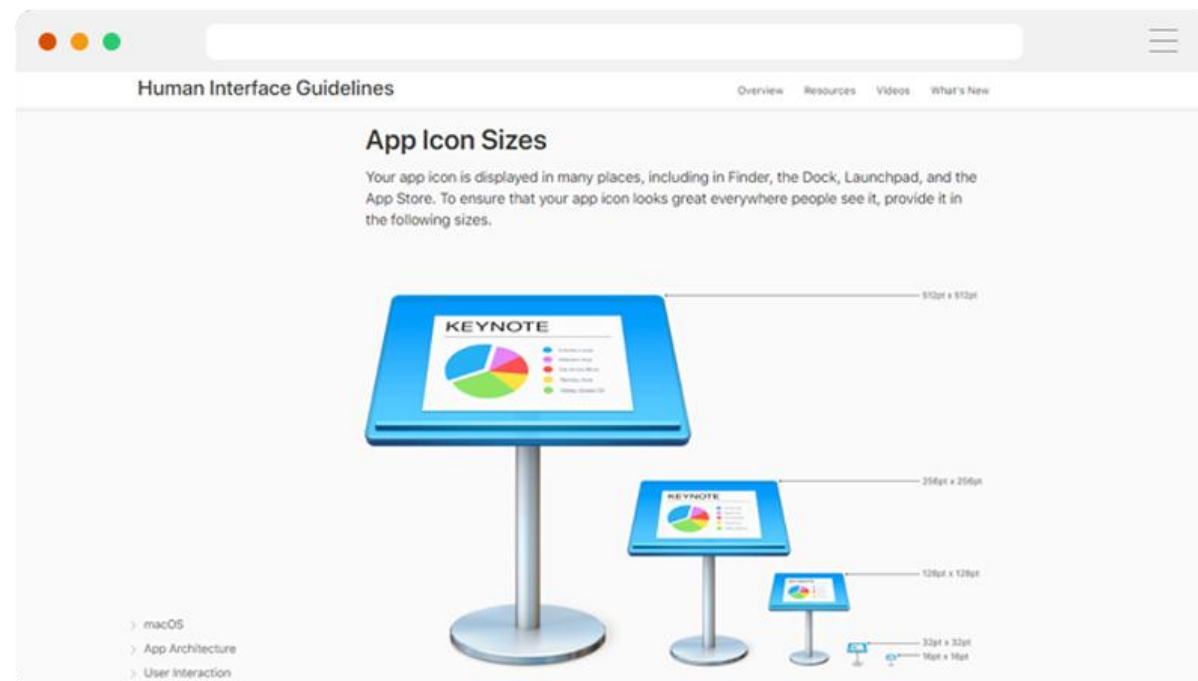 Human Interface Guidelines
Overview Resources Videos What's New
App Icon Sizes
Your app icon is displayed in many places, including in Finder, the Dock, Launchpad, and the
App Store. To ensure that your app icon looks great everywhere people see it, provide it in
the following sizes.
512pt x 512pt
KEYNOTE
256pt x 256pt
KEYNOTE
128pt x 128pt
32pt x 32pt
16pt x 16pt
> macOS
> App Architecture
> User Interaction